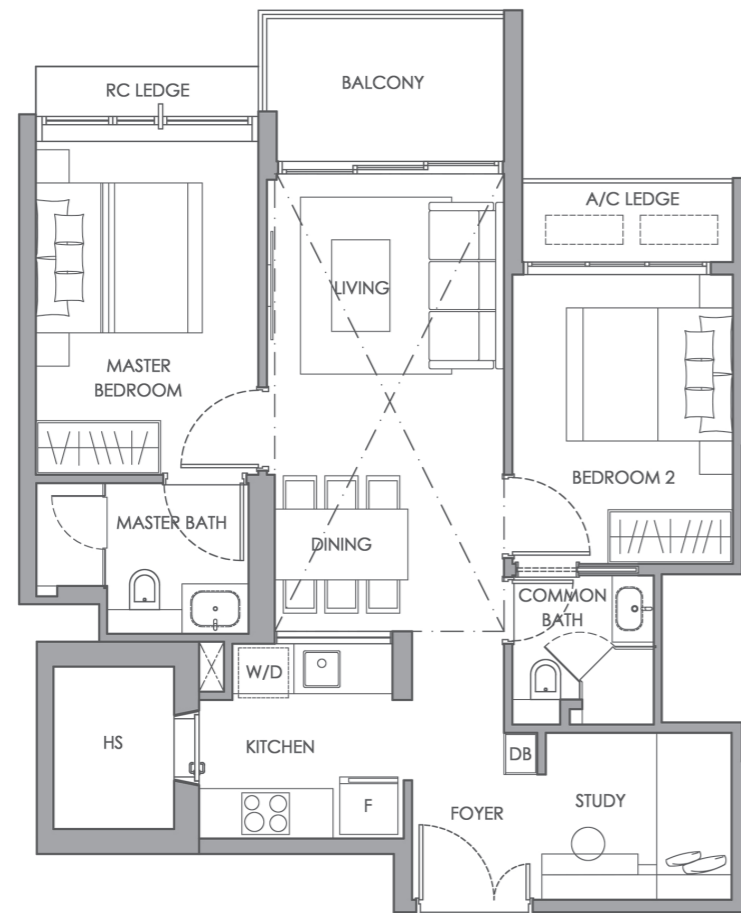 BALCONY
RC LEDGE
A/C LEDGE
LIVING
MASTER
BEDROOM
BEDROOM 2
MASTER BATH
DINING
COMMON
BATH
W/D
HS
KITCHEN
DB
F
FOYER
STUDY